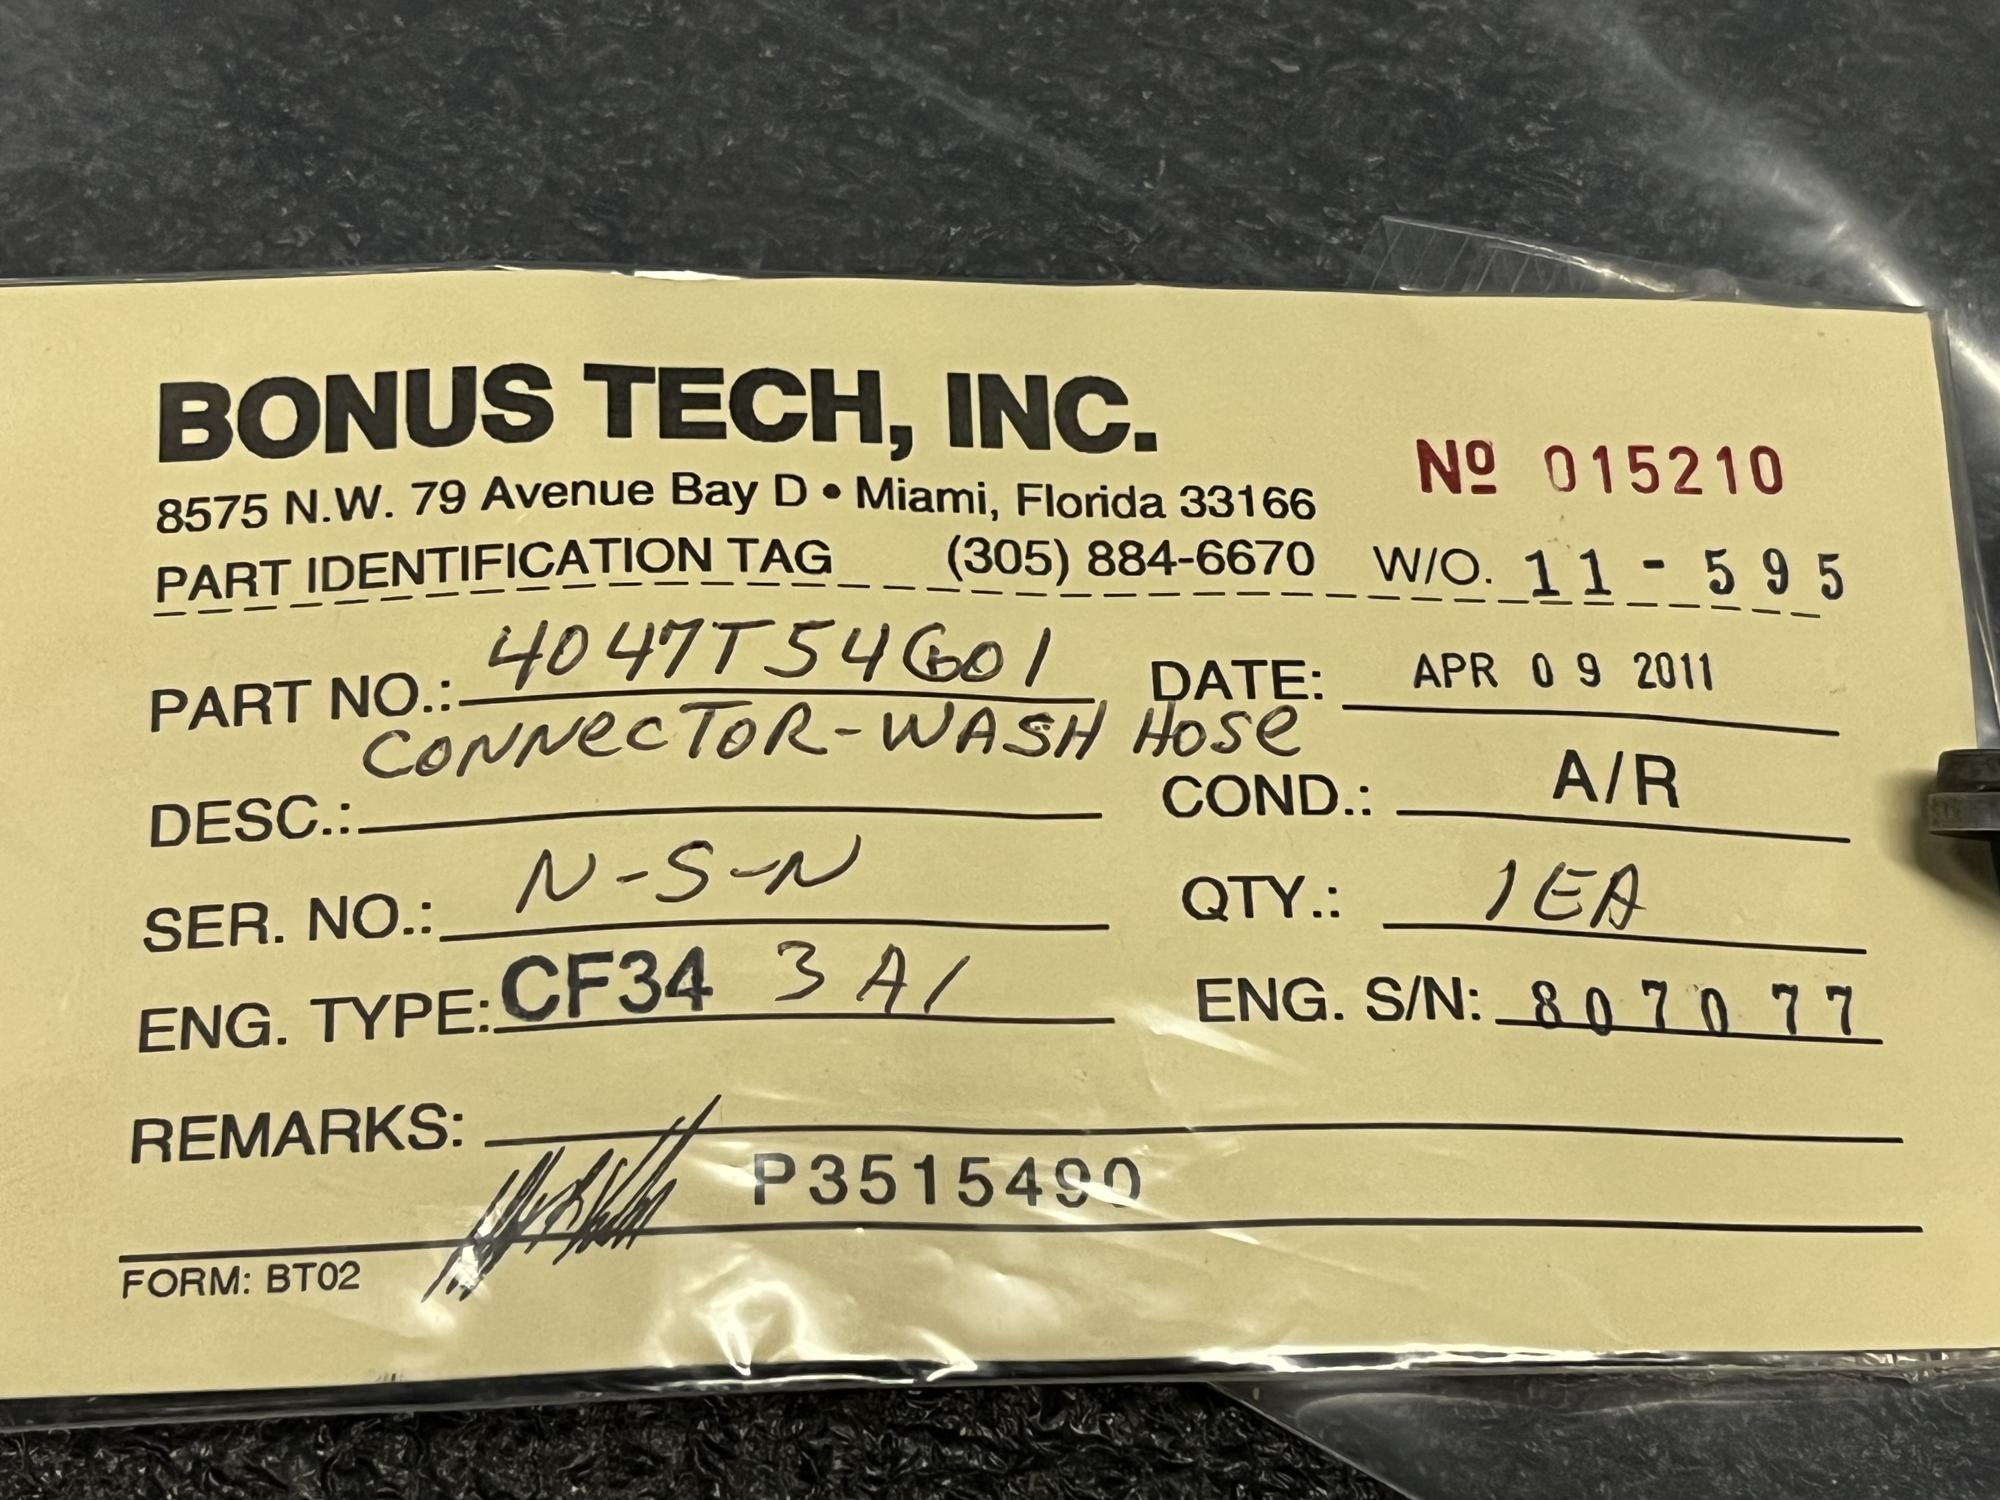 BONUS TECH, INC.
8575 N.W. 79 Avenue Bay D • Miami, Florida 33166
Nº 015210
PART IDENTIFICATION TAG (305) 884-6670 W/O. 11-595
PART NO.: 4047T54G01 DATE: APR 09 2011
CONNECTOR-WASH HOSE
DESC.: COND.: A/R
SER. NO.: N-S-N QTY.: 1EA
ENG. TYPE: CF34 3A1 ENG. S/N: 807077
REMARKS:
P3515490
FORM: BT02